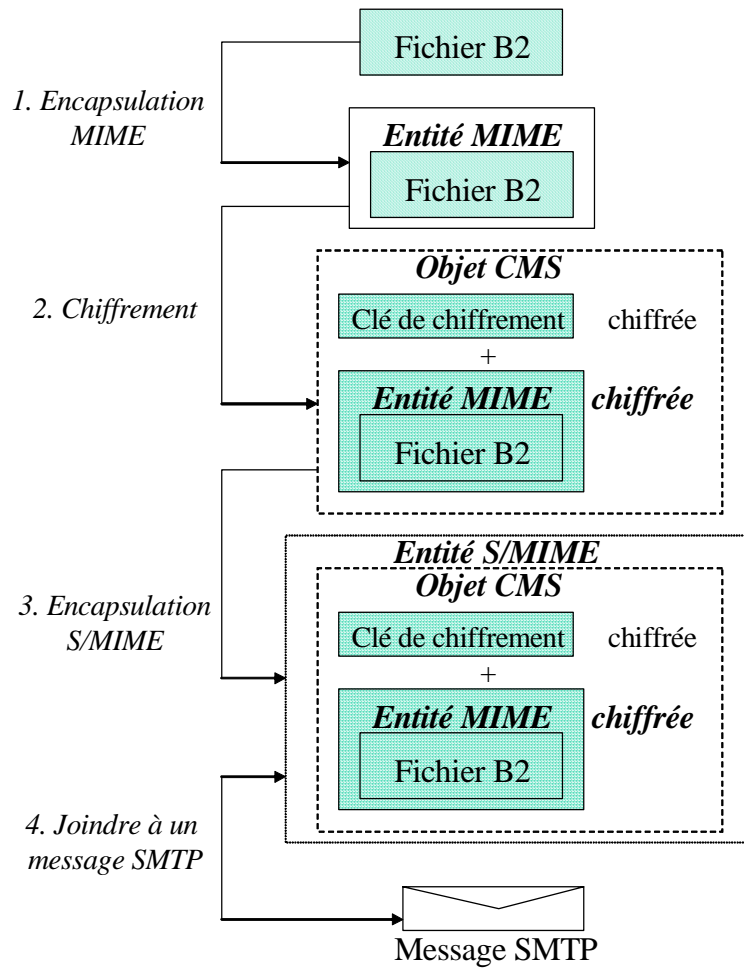 Fichier B2
1. Encapsulation
MIME
Entité MIME
Fichier B2
Objet CMS
2. Chiffrement
Clé de chiffrement chiffrée
+
Entité MIME chiffrée
Fichier B2
Entité S/MIME
Objet CMS
3. Encapsulation
S/MIME
Clé de chiffrement chiffrée
+
Entité MIME chiffrée
Fichier B2
4. Joindre à un
message SMTP
Message SMTP